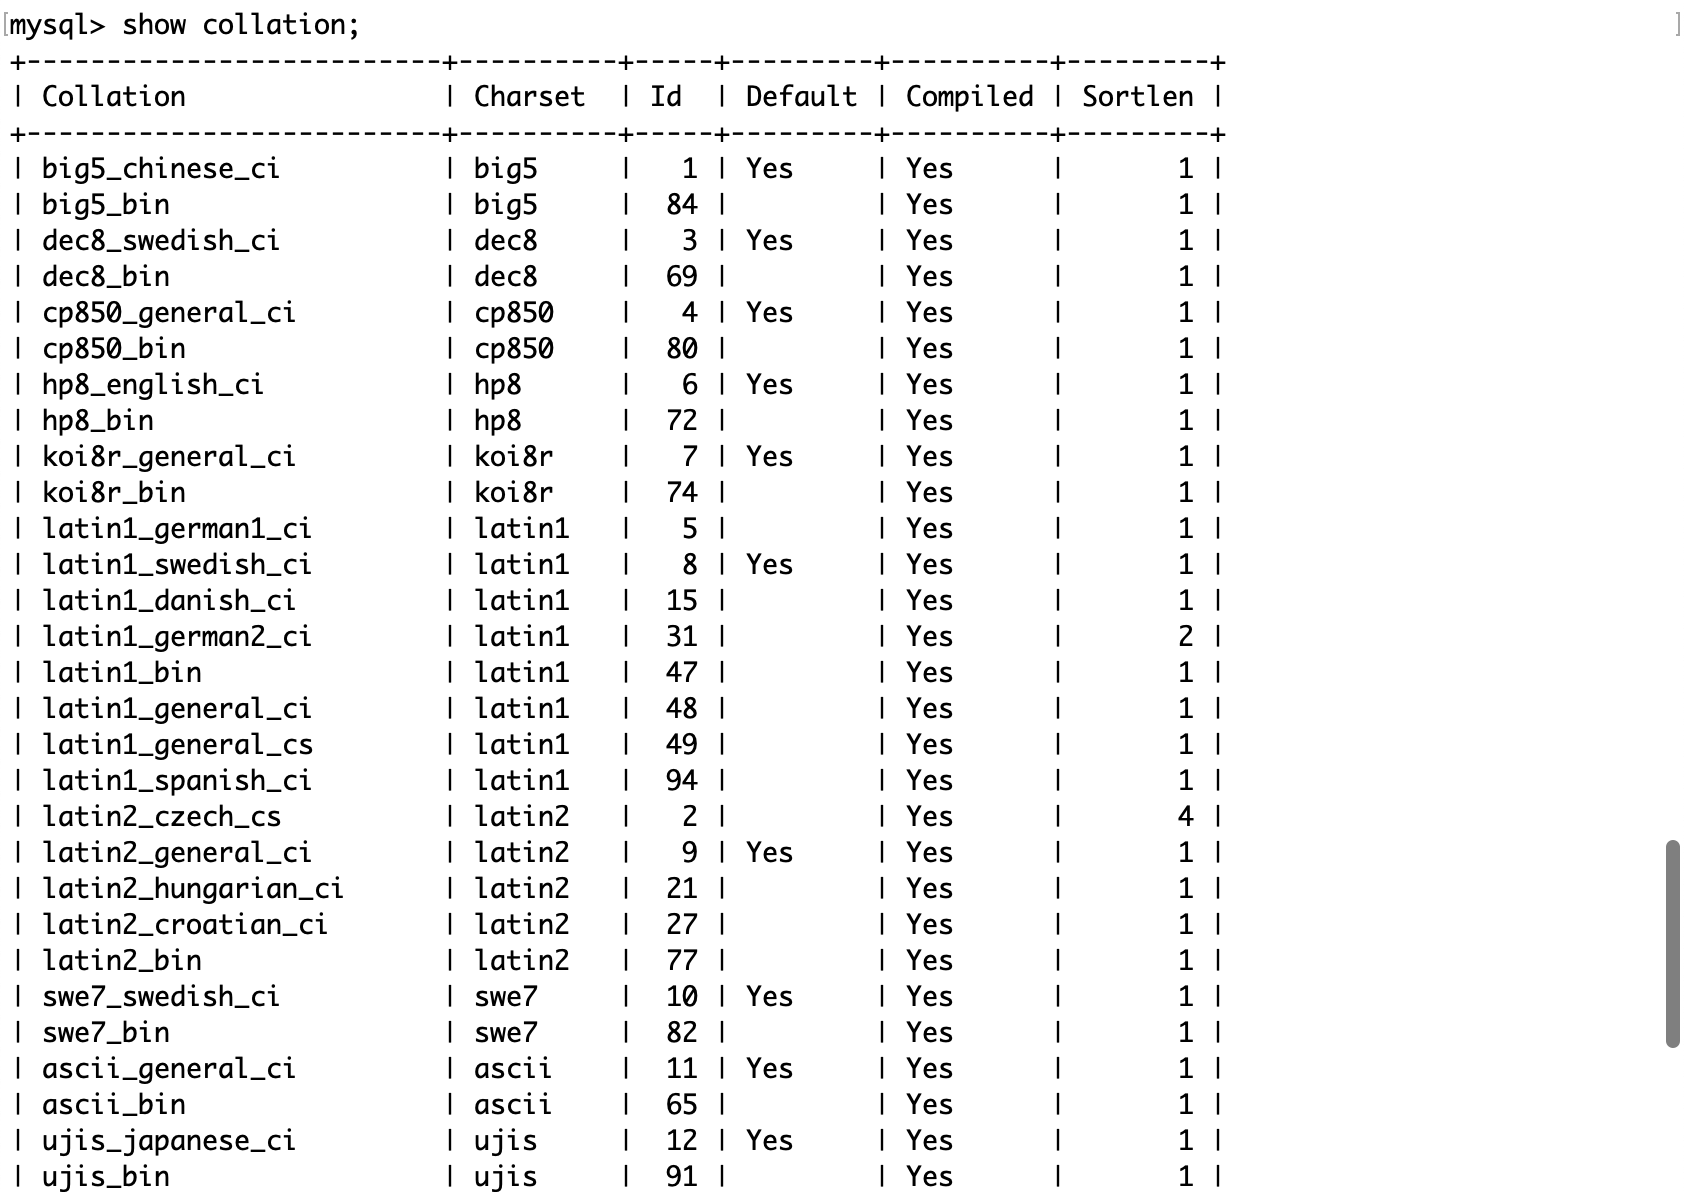 [mysql> show collation; ]
+--------------------------+----------+-----+---------+----------+---------+
| Collation                | Charset  | Id  | Default | Compiled | Sortlen |
+--------------------------+----------+-----+---------+----------+---------+
| big5_chinese_ci          | big5     |   1 | Yes     | Yes      |       1 |
| big5_bin                 | big5     |  84 |         | Yes      |       1 |
| dec8_swedish_ci          | dec8     |   3 | Yes     | Yes      |       1 |
| dec8_bin                 | dec8     |  69 |         | Yes      |       1 |
| cp850_general_ci         | cp850    |   4 | Yes     | Yes      |       1 |
| cp850_bin                | cp850    |  80 |         | Yes      |       1 |
| hp8_english_ci           | hp8      |   6 | Yes     | Yes      |       1 |
| hp8_bin                  | hp8      |  72 |         | Yes      |       1 |
| koi8r_general_ci         | koi8r    |   7 | Yes     | Yes      |       1 |
| koi8r_bin                | koi8r    |  74 |         | Yes      |       1 |
| latin1_german1_ci        | latin1   |   5 |         | Yes      |       1 |
| latin1_swedish_ci        | latin1   |   8 | Yes     | Yes      |       1 |
| latin1_danish_ci         | latin1   |  15 |         | Yes      |       1 |
| latin1_german2_ci        | latin1   |  31 |         | Yes      |       2 |
| latin1_bin               | latin1   |  47 |         | Yes      |       1 |
| latin1_general_ci        | latin1   |  48 |         | Yes      |       1 |
| latin1_general_cs        | latin1   |  49 |         | Yes      |       1 |
| latin1_spanish_ci        | latin1   |  94 |         | Yes      |       1 |
| latin2_czech_cs          | latin2   |   2 |         | Yes      |       4 |
| latin2_general_ci        | latin2   |   9 | Yes     | Yes      |       1 |
| latin2_hungarian_ci      | latin2   |  21 |         | Yes      |       1 |
| latin2_croatian_ci       | latin2   |  27 |         | Yes      |       1 |
| latin2_bin               | latin2   |  77 |         | Yes      |       1 |
| swe7_swedish_ci          | swe7     |  10 | Yes     | Yes      |       1 |
| swe7_bin                 | swe7     |  82 |         | Yes      |       1 |
| ascii_general_ci         | ascii    |  11 | Yes     | Yes      |       1 |
| ascii_bin                | ascii    |  65 |         | Yes      |       1 |
| ujis_japanese_ci         | ujis     |  12 | Yes     | Yes      |       1 |
| ujis_bin                 | ujis     |  91 |         | Yes      |       1 |